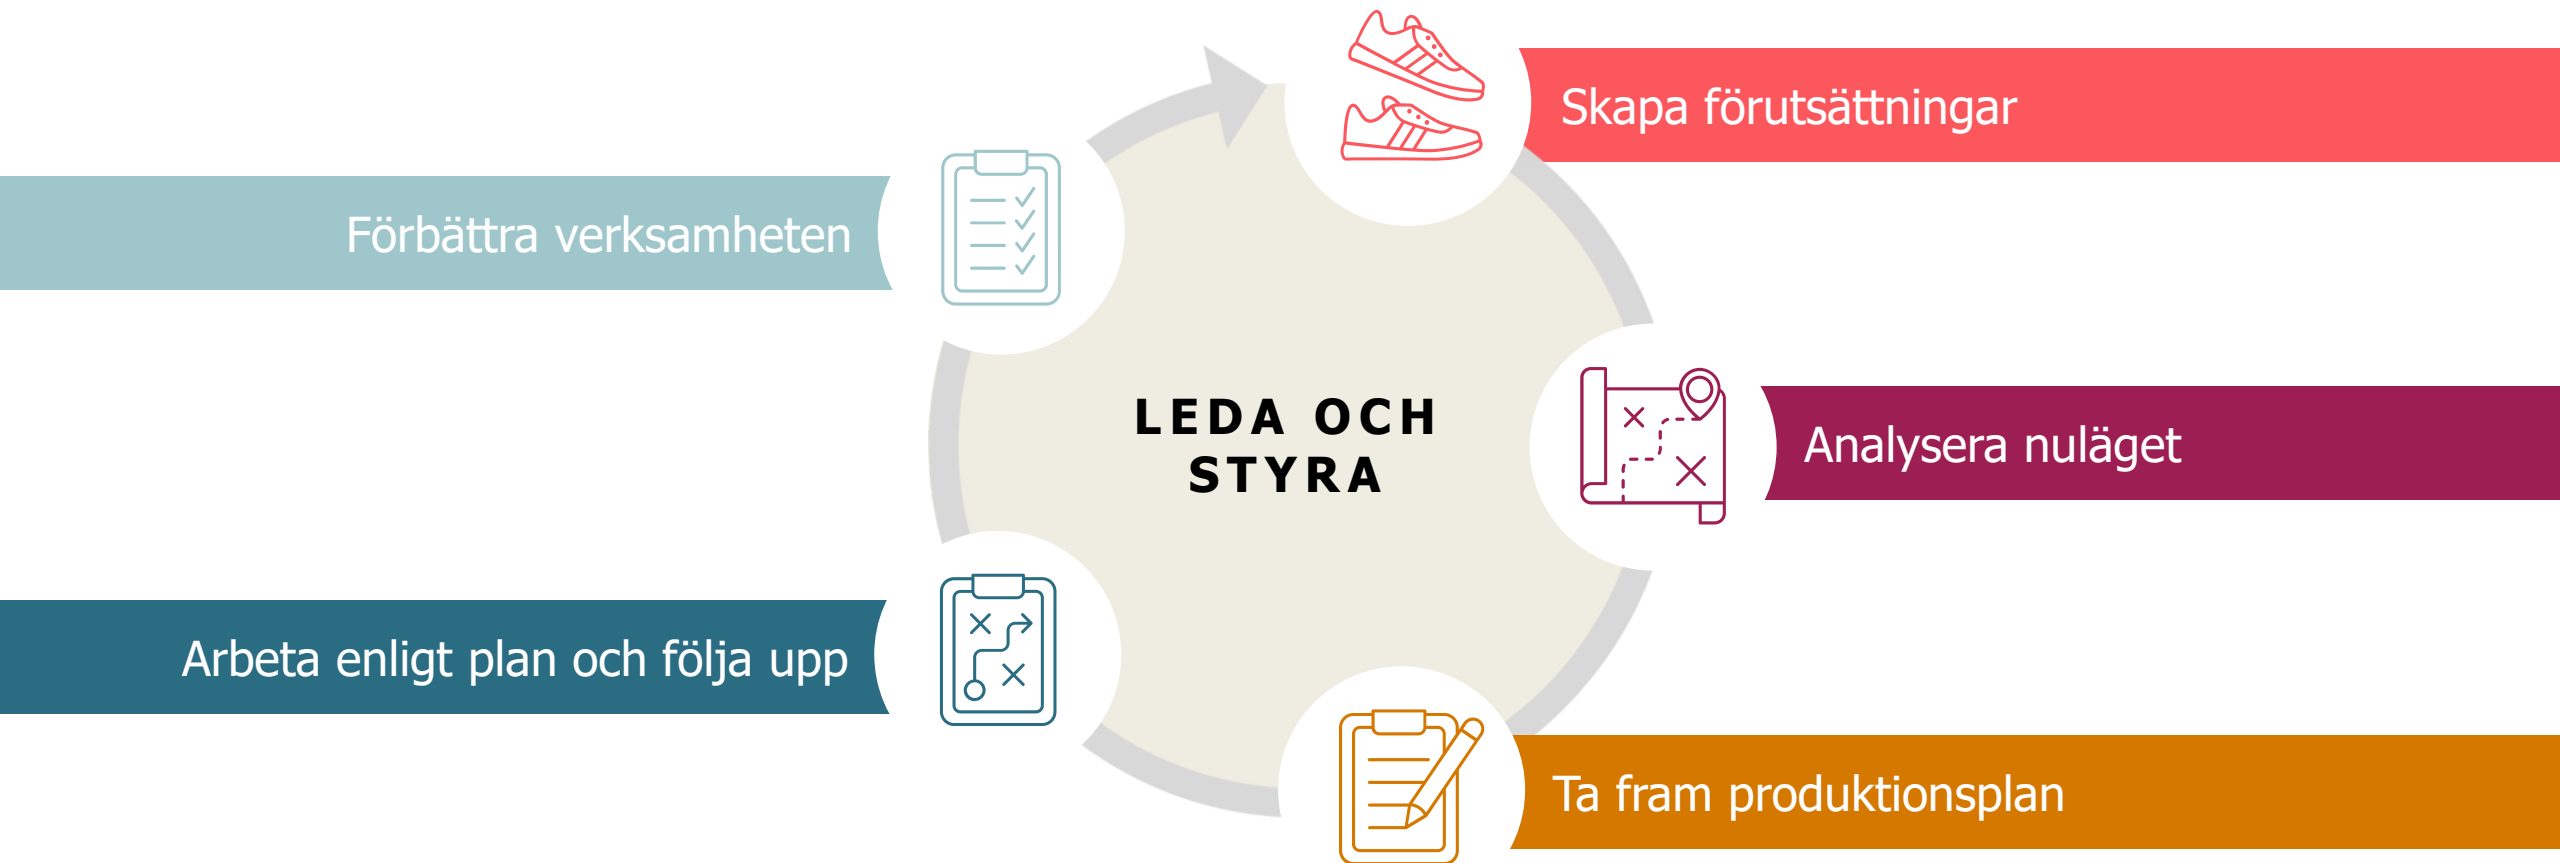 Skapa förutsättningar
Förbättra verksamheten
LEDA OCH
STYRA
Analysera nuläget
Arbeta enligt plan och följa upp
Ta fram produktionsplan